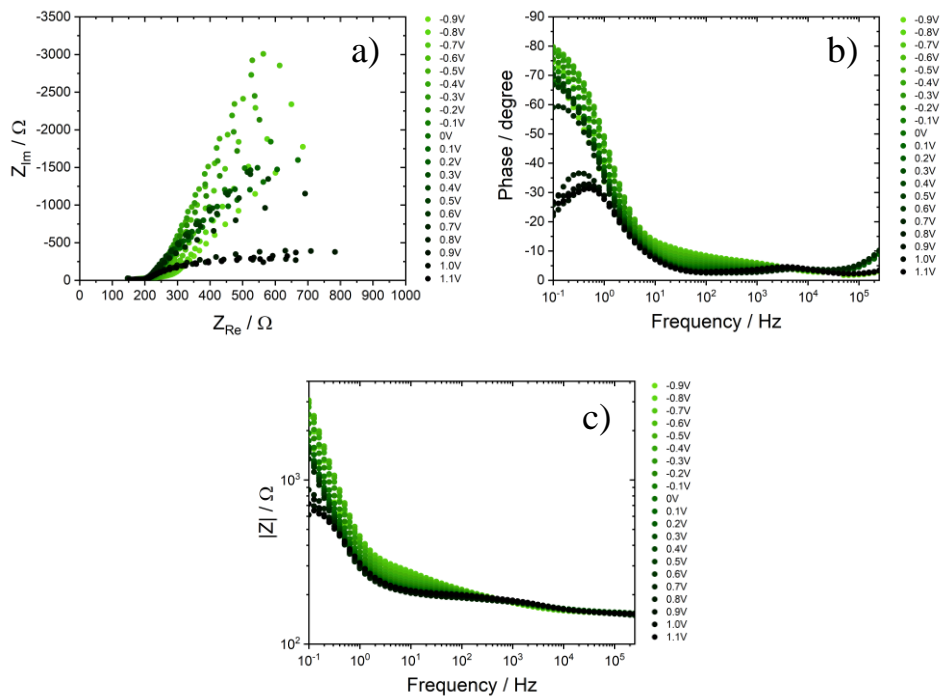 a)
-3500
-3000
-2500
-2000
-1500
-1000
-500
0
0 100 200 300 400 500 600 700 800 900 1000
Z_Im / Ω
Z_Re / Ω
-0.9V
-0.8V
-0.7V
-0.6V
-0.5V
-0.4V
-0.3V
-0.2V
-0.1V
0V
0.1V
0.2V
0.3V
0.4V
0.5V
0.6V
0.7V
0.8V
0.9V
1.0V
1.1V
b)
-90
-80
-70
-60
-50
-40
-30
-20
-10
0
10⁻¹ 10⁰ 10¹ 10² 10³ 10⁴ 10⁵
Phase / degree
Frequency / Hz
-0.9V
-0.8V
-0.7V
-0.6V
-0.5V
-0.4V
-0.3V
-0.2V
-0.1V
0V
0.1V
0.2V
0.3V
0.4V
0.5V
0.6V
0.7V
0.8V
0.9V
1.0V
1.1V
c)
10³
10²
10⁻¹ 10⁰ 10¹ 10² 10³ 10⁴ 10⁵
|Z| / Ω
Frequency / Hz
-0.9V
-0.8V
-0.7V
-0.6V
-0.5V
-0.4V
-0.3V
-0.2V
-0.1V
0V
0.1V
0.2V
0.3V
0.4V
0.5V
0.6V
0.7V
0.8V
0.9V
1.0V
1.1V